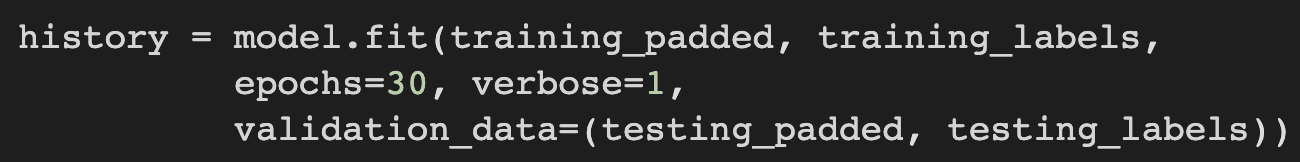 history = model.fit(training_padded, training_labels,
epochs=30, verbose=1,
validation_data=(testing_padded, testing_labels))